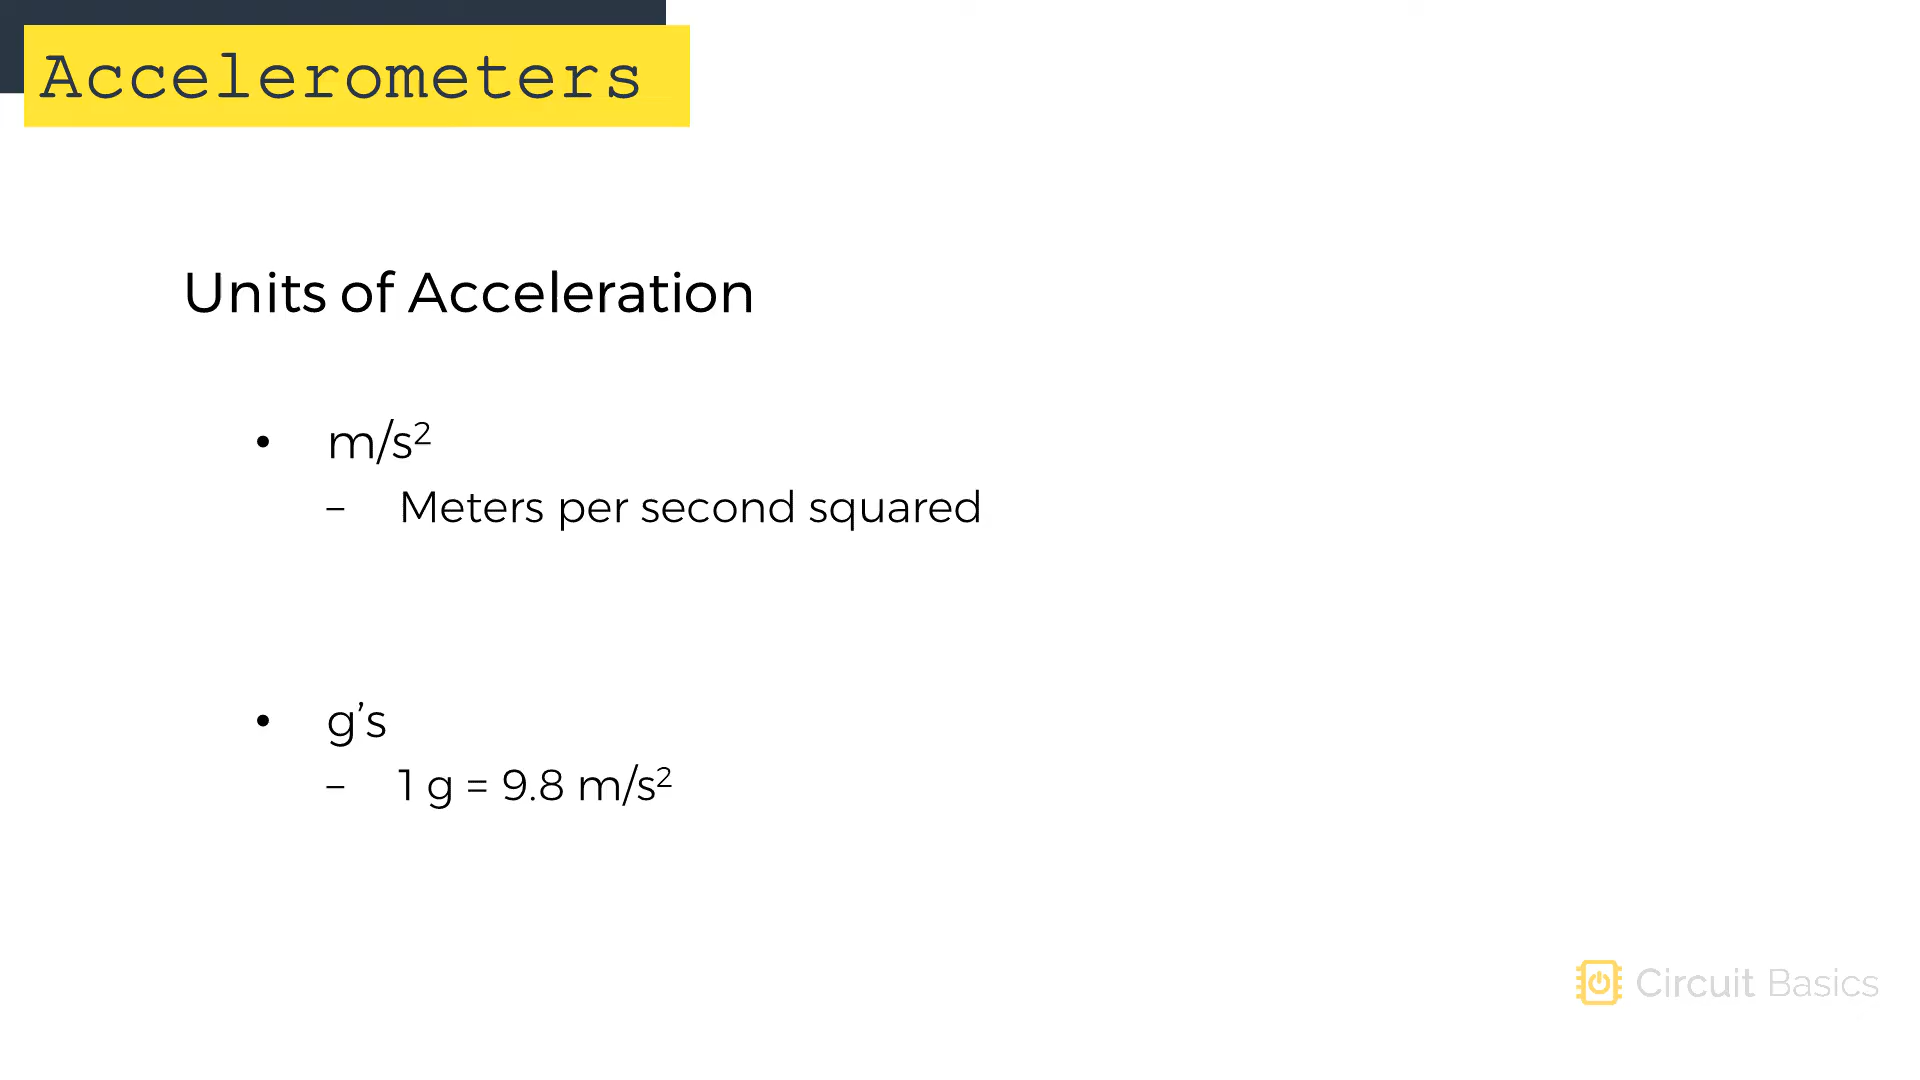 Accelerometers
Units of Acceleration
• m/s²
– Meters per second squared
• g’s
– 1 g = 9.8 m/s²
Circuit Basics